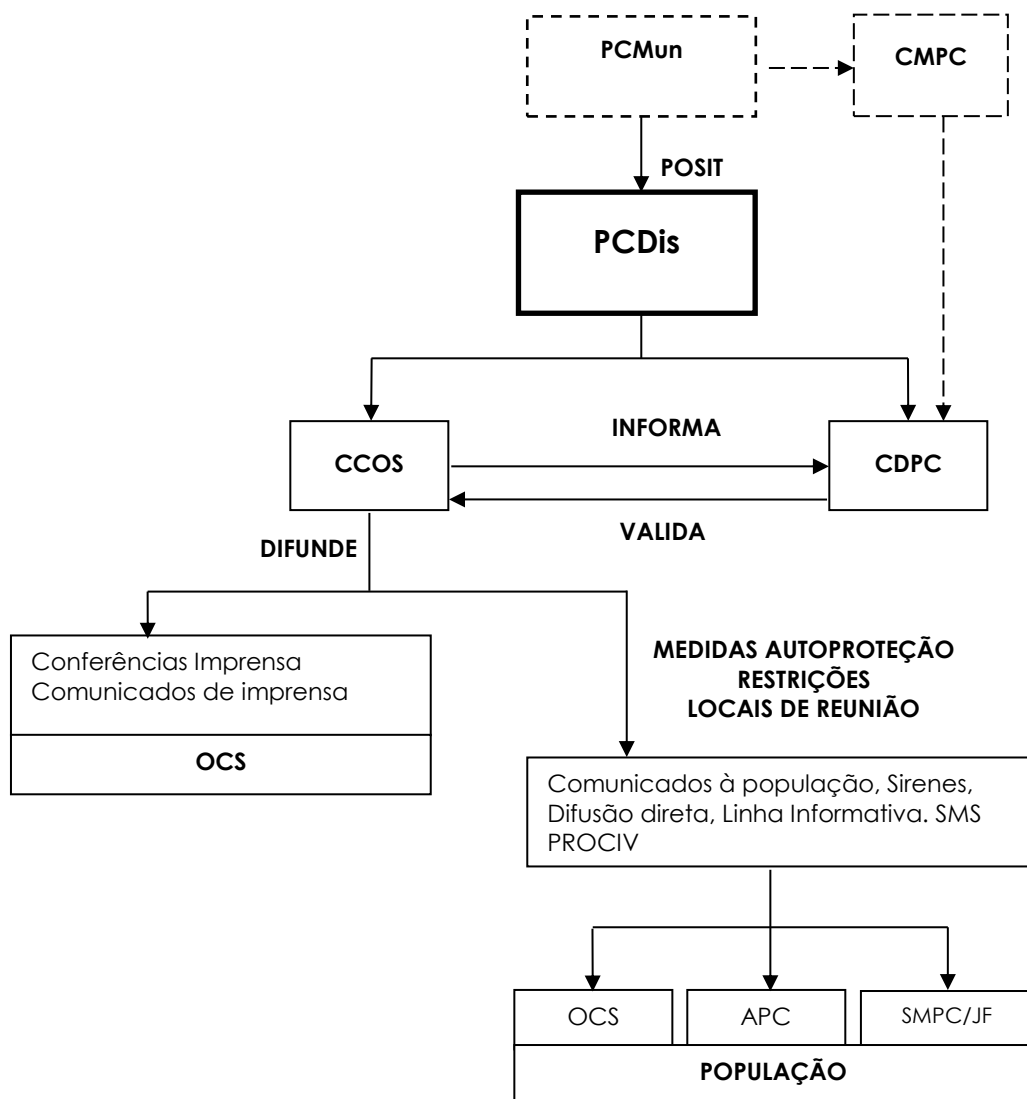 PCMun
CMPC
POSIT
PCDis
INFORMA
CCOS
CDPC
VALIDA
DIFUNDE
Conferências Imprensa
Comunicados de imprensa
OCS
MEDIDAS AUTOPROTEÇÃO
RESTRIÇÕES
LOCAIS DE REUNIÃO
Comunicados à população, Sirenes,
Difusão direta, Linha Informativa. SMS
PROCIV
OCS
APC
SMPC/JF
POPULAÇÃO